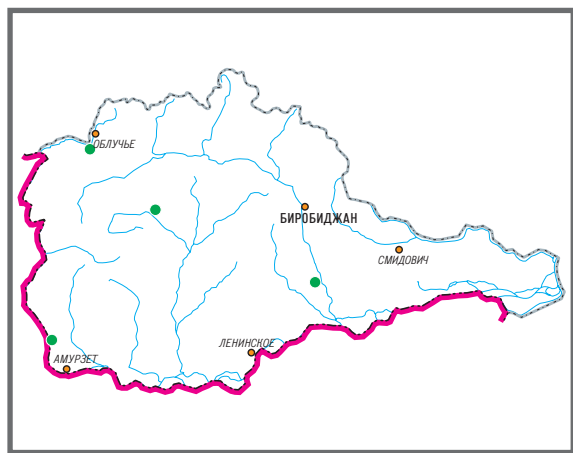 ОБЛУЧЬЕ
БИРОБИДЖАН
СМИДОВИЧ
ЛЕНИНСКОЕ
АМУРЗЕТ